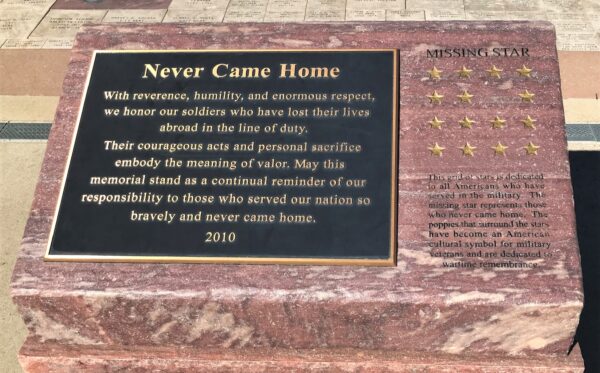 Never Came Home
With reverence, humility, and enormous respect,
we honor our soldiers who have lost their lives
abroad in the line of duty.
Their courageous acts and personal sacrifice
embody the meaning of valor. May this
memorial stand as a continual reminder of our
responsibility to those who served our nation so
bravely and never came home.
2010
MISSING STAR
This grid of stars is dedicated
to all Americans who have
served in the military. The
missing star represents those
who never came home. The
poppies that surround the stars
have become an American
cultural symbol for military
veterans and are dedicated to
wartime remembrance.